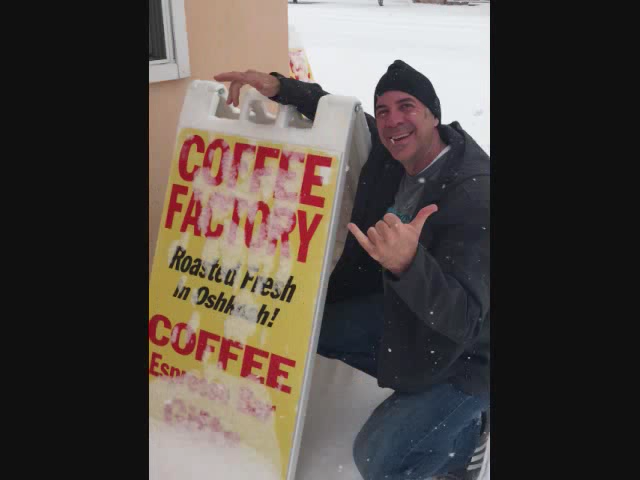 COFFEE
FACTORY
Roasted Fresh
in Oshkosh!
COFFEE
Espresso Bar